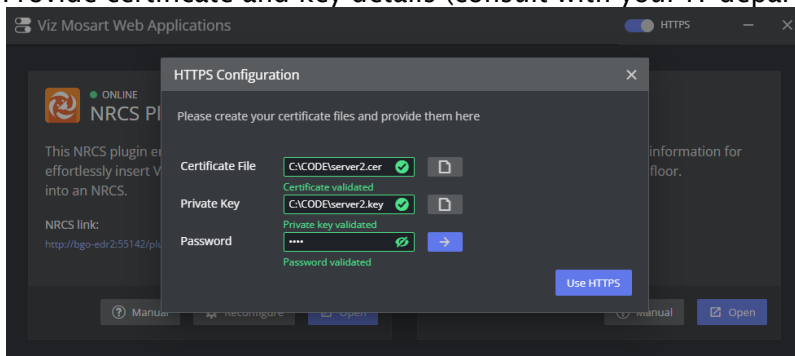 Provide certificate and key details (consult with your IT depar
Viz Mosart Web Applications
HTTPS
HTTPS Configuration
ONLINE
NRCS Pl
Please create your certificate files and provide them here
This NRCS plugin en
effortlessly insert V
into an NRCS.
information for
floor.
Certificate File
C:\CODE\server2.cer
Certificate validated
Private Key
C:\CODE\server2.key
Private key validated
NRCS link:
http://bgo-edr2:55142/plu
Password
••••
Password validated
Use HTTPS
Manual
Reconfigure
Open
Manual
Open